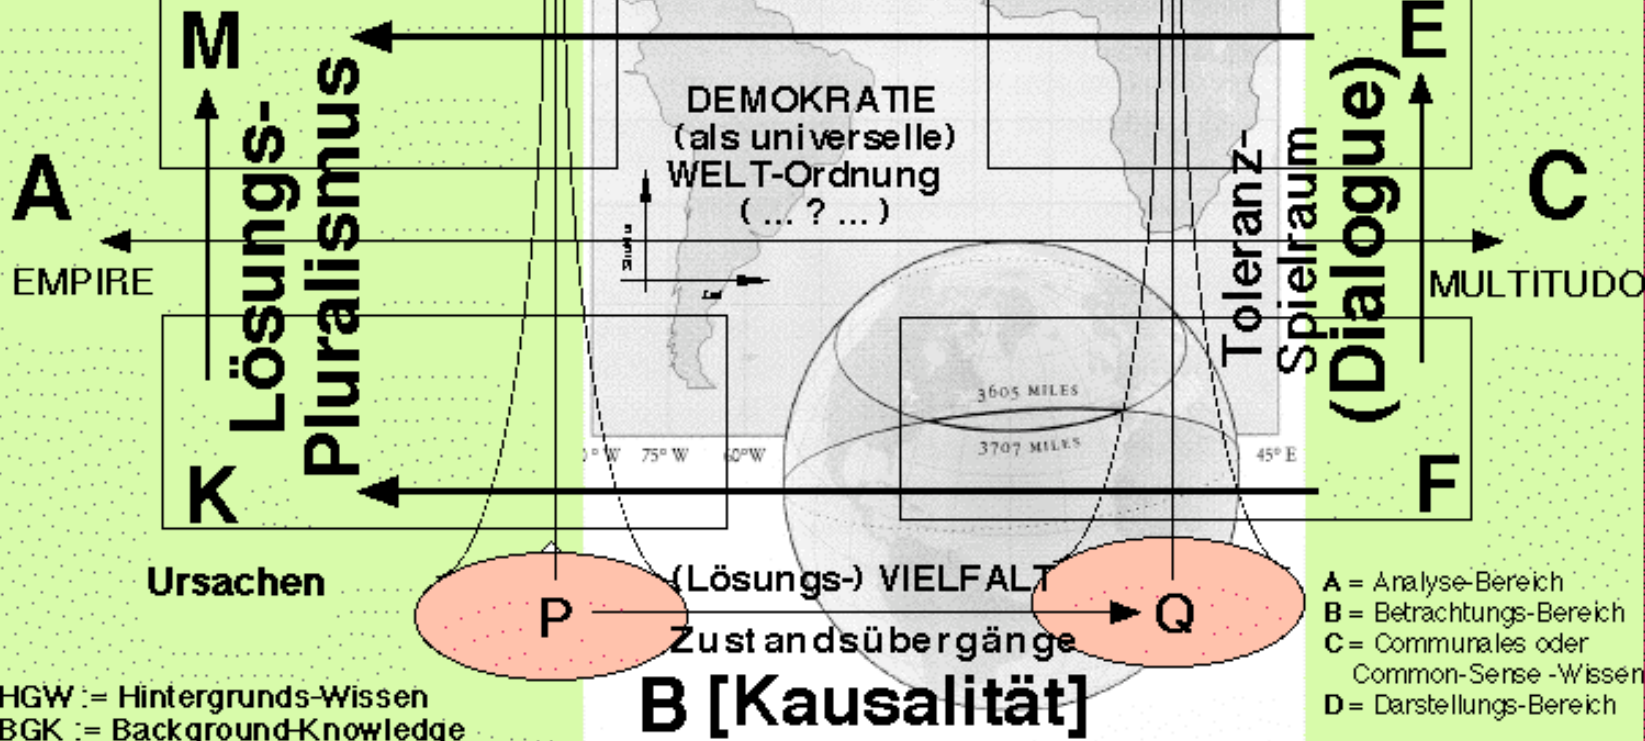 M
E
Lösungs-
Pluralismus
DEMOKRATIE
(als universelle)
WELT-Ordnung
( ... ? ... )
Toleranz-
Spielraum
(Dialogue)
A
C
EMPIRE
MULTITUDO
3605 MILES
3707 MILES
75° W
60°W
45° E
K
F
Ursachen
(Lösungs-) VIELFALT
P
Q
Zustandsübergänge
B [Kausalität]
HGW := Hintergrunds-Wissen
BGK := Background-Knowledge
A = Analyse-Bereich
B = Betrachtungs-Bereich
C = Communales oder
Common-Sense -Wissen
D = Darstellungs-Bereich